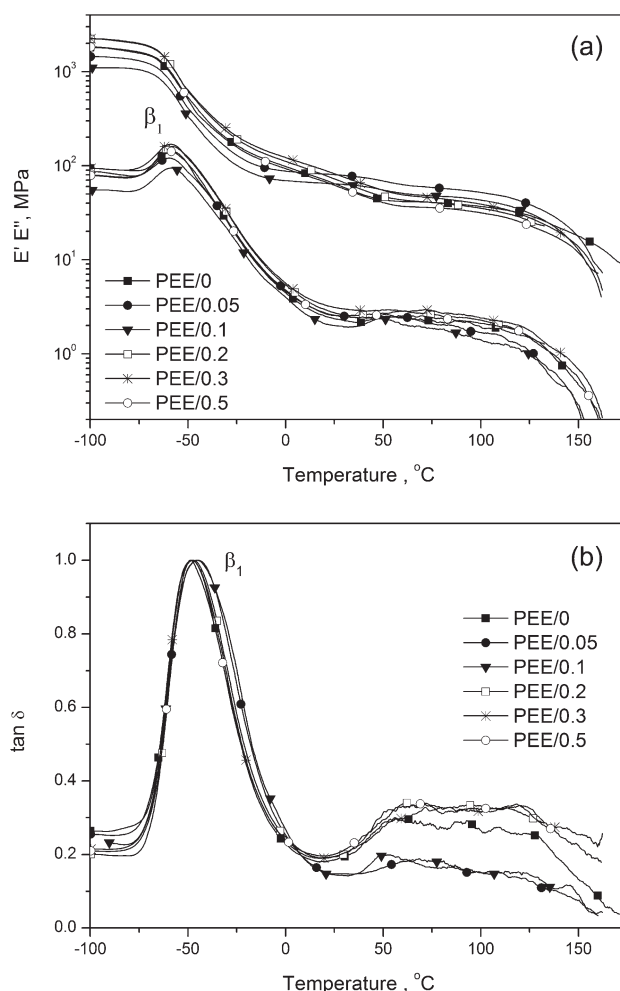 (a)
10³
10²
10¹
10⁰
E' E'', MPa
β₁
PEE/0
PEE/0.05
PEE/0.1
PEE/0.2
PEE/0.3
PEE/0.5
-100 -50 0 50 100 150
Temperature , °C
(b)
1.0
0.8
0.6
0.4
0.2
0.0
tan δ
β₁
PEE/0
PEE/0.05
PEE/0.1
PEE/0.2
PEE/0.3
PEE/0.5
-100 -50 0 50 100 150
Temperature , °C